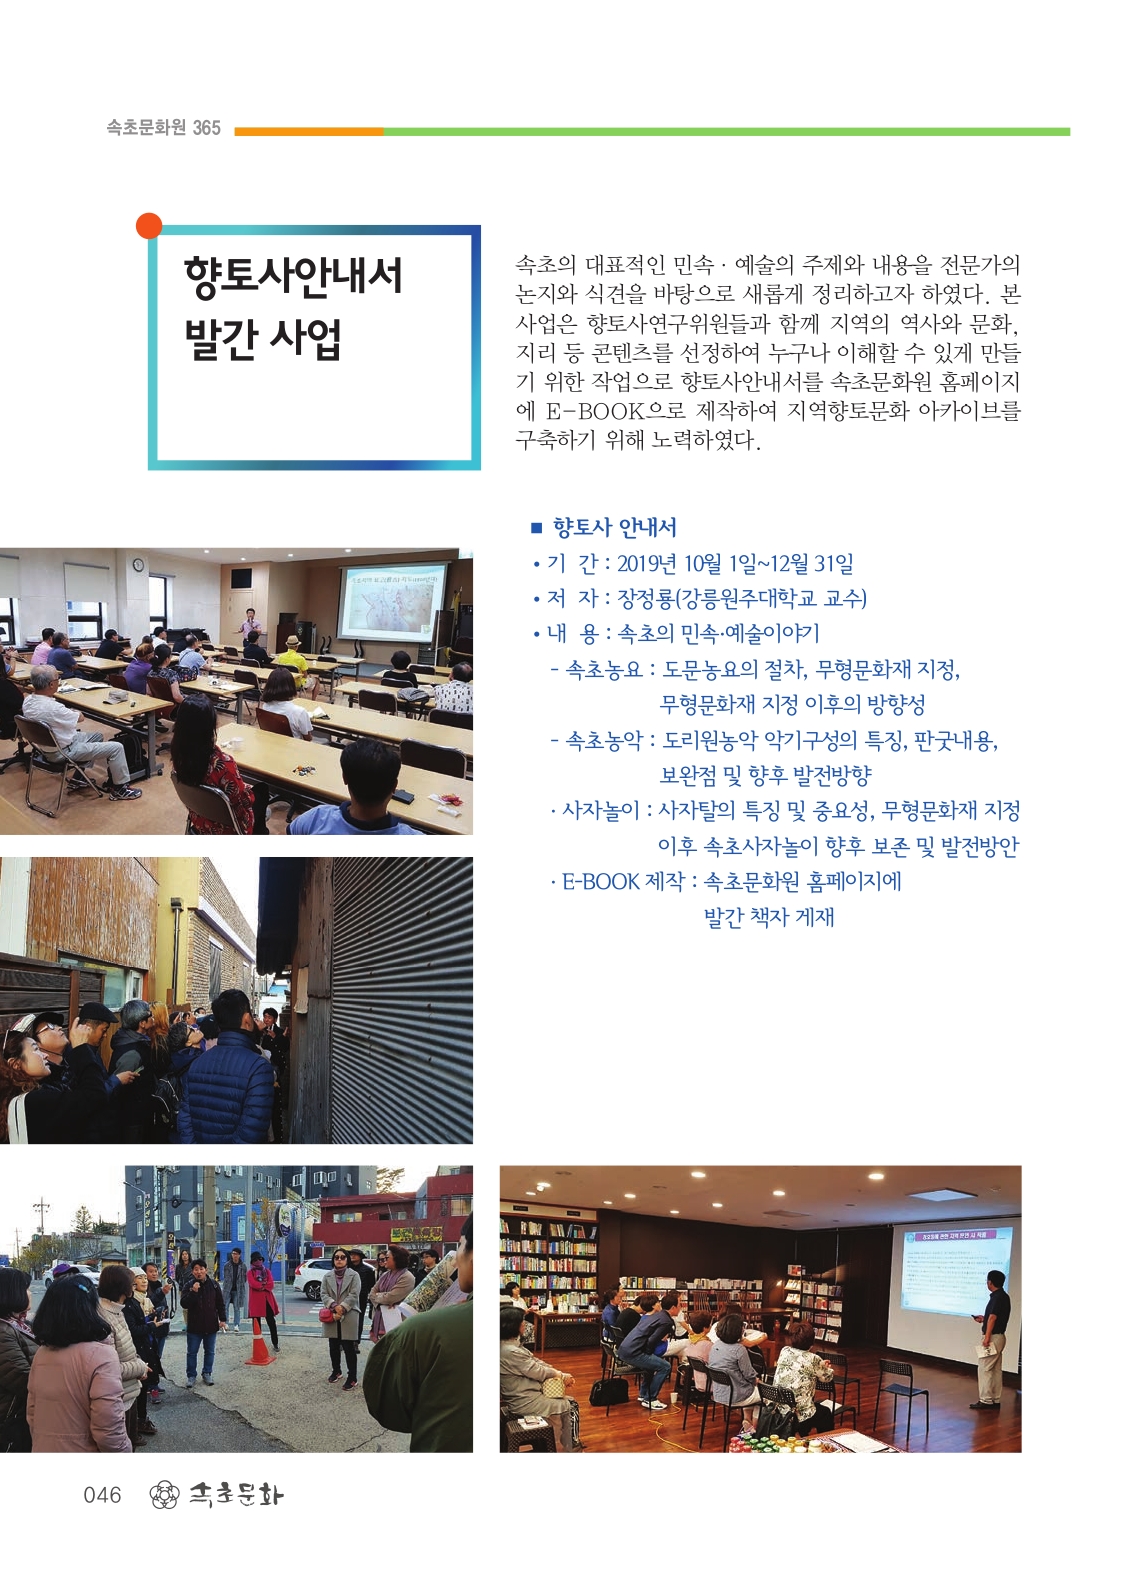 속초문화원 365
향토사안내서
발간 사업
속초의 대표적인 민속 · 예술의 주제와 내용을 전문가의
논지와 식견을 바탕으로 새롭게 정리하고자 하였다. 본
사업은 향토사연구위원들과 함께 지역의 역사와 문화,
지리 등 콘텐츠를 선정하여 누구나 이해할 수 있게 만들
기 위한 작업으로 향토사안내서를 속초문화원 홈페이지
에 E-BOOK으로 제작하여 지역향토문화 아카이브를
구축하기 위해 노력하였다.
■ 향토사 안내서
• 기 간 : 2019년 10월 1일~12월 31일
• 저 자 : 장정룡(강릉원주대학교 교수)
• 내 용 : 속초의 민속·예술이야기
- 속초농요 : 도문농요의 절차, 무형문화재 지정,
무형문화재 지정 이후의 방향성
- 속초농악 : 도리원농악 악기구성의 특징, 판굿내용,
보완점 및 향후 발전방향
· 사자놀이 : 사자탈의 특징 및 중요성, 무형문화재 지정
이후 속초사자놀이 향후 보존 및 발전방안
· E-BOOK 제작 : 속초문화원 홈페이지에
발간 책자 게재
046 속초문화